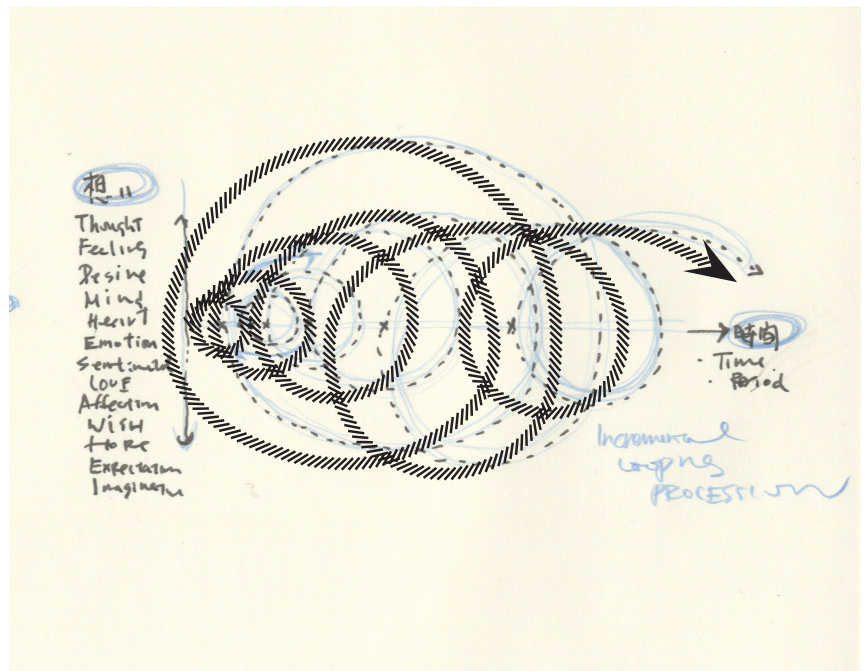 想い
Thought
Feeling
Desire
Mind
Heart
Emotion
Sentiment
LOVE
Affection
WISH
HOPE
Expectation
Imagination
時間
・Time
・Period
Incremental
Looping
PROCESSION